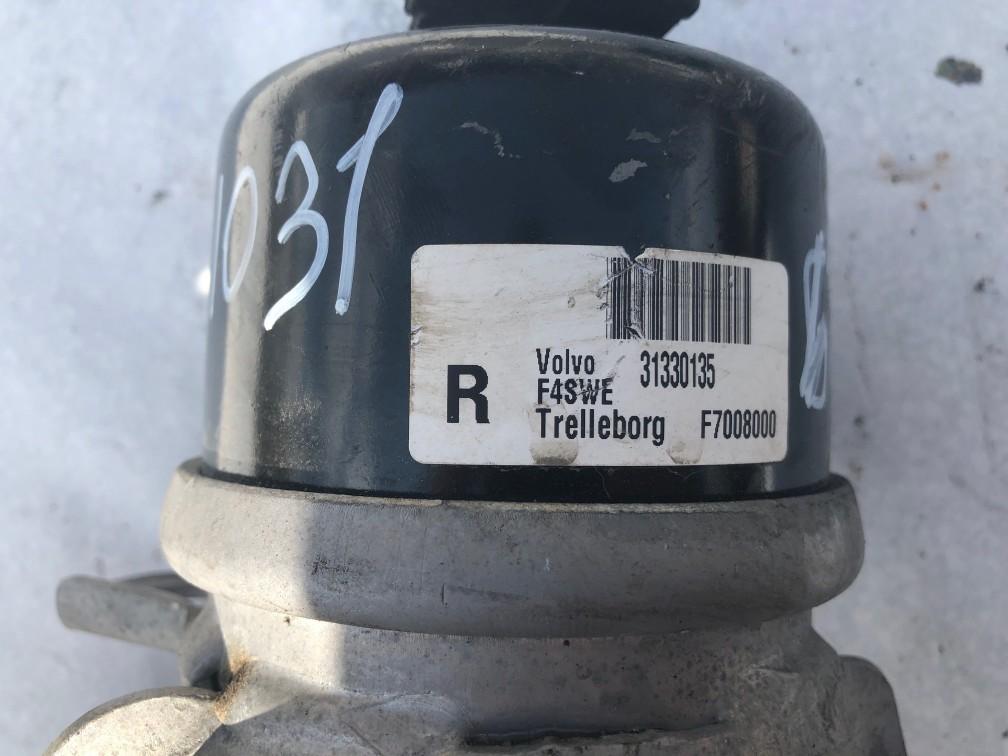 1031
R
Volvo 31330135
F4SWE
Trelleborg F7008000